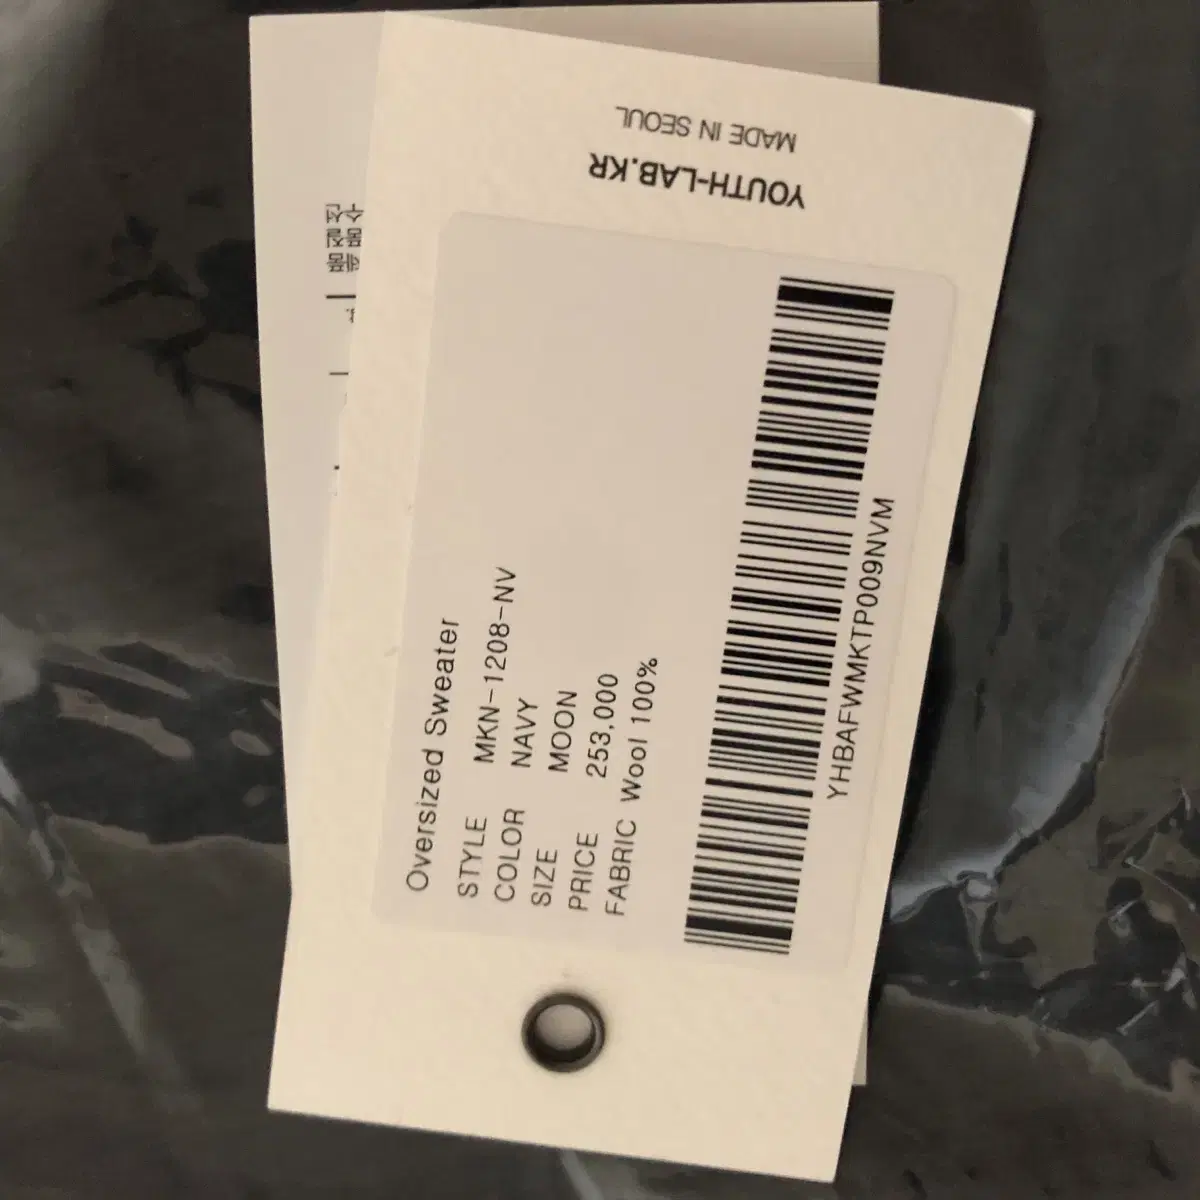 YOUTH-LAB.KR
MADE IN SEOUL
Oversized Sweater
STYLE MKN-1208-NV
COLOR NAVY
SIZE MOON
PRICE 253,000
FABRIC Wool 100%
YHBAFWMKTP009NVM